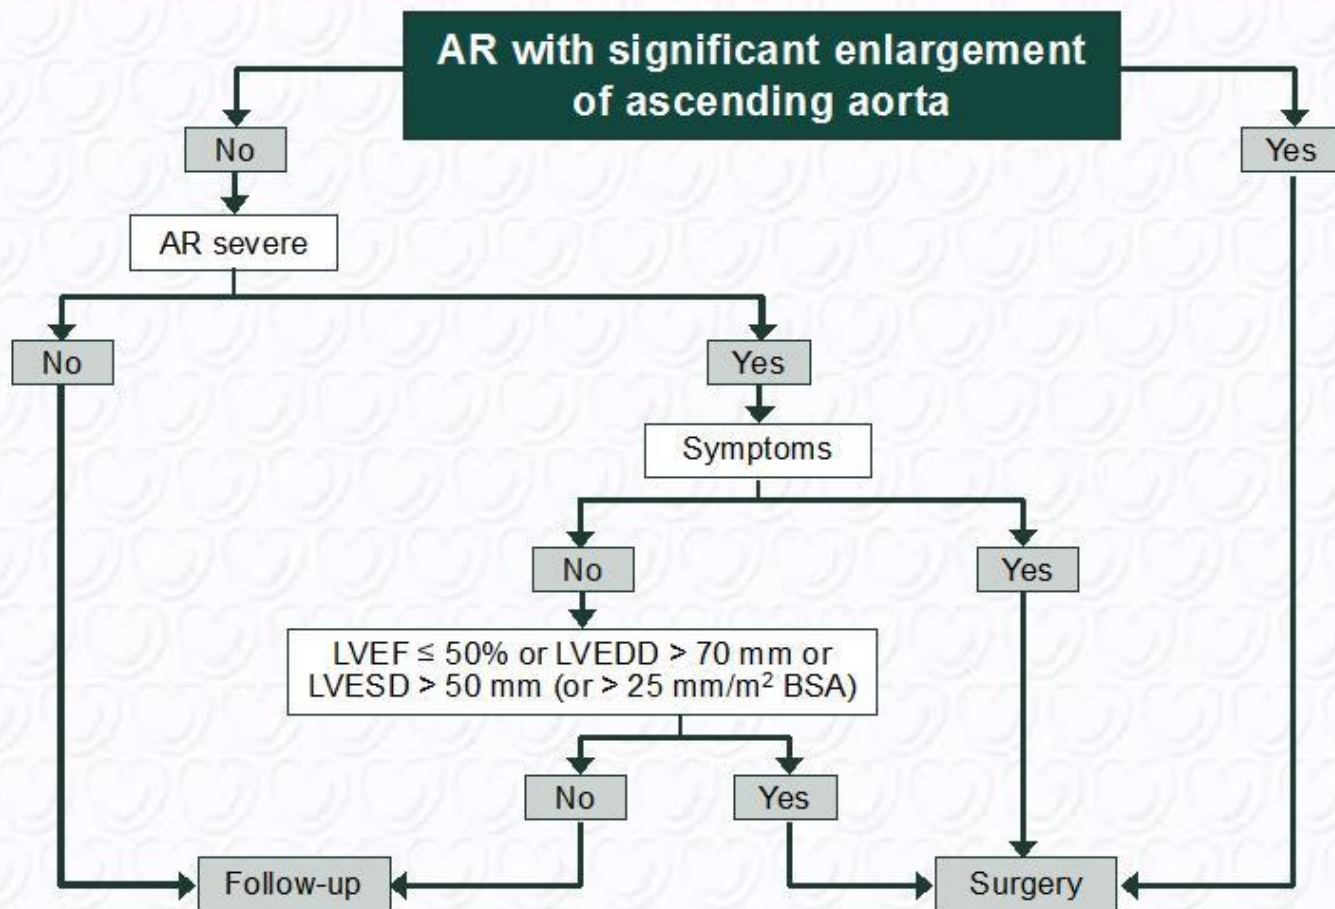 AR with significant enlargement
of ascending aorta
No
Yes
AR severe
No
Yes
Symptoms
No
Yes
LVEF ≤ 50% or LVEDD > 70 mm or
LVESD > 50 mm (or > 25 mm/m² BSA)
No
Yes
Follow-up
Surgery